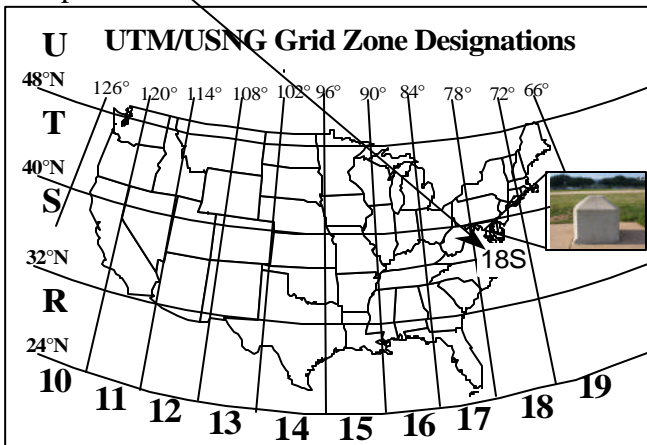 U UTM/USNG Grid Zone Designations
48°N
126° 120° 114° 108° 102° 96° 90° 84° 78° 72° 66°
T
40°N
S
18S
32°N
R
24°N
10 11 12 13 14 15 16 17 18 19